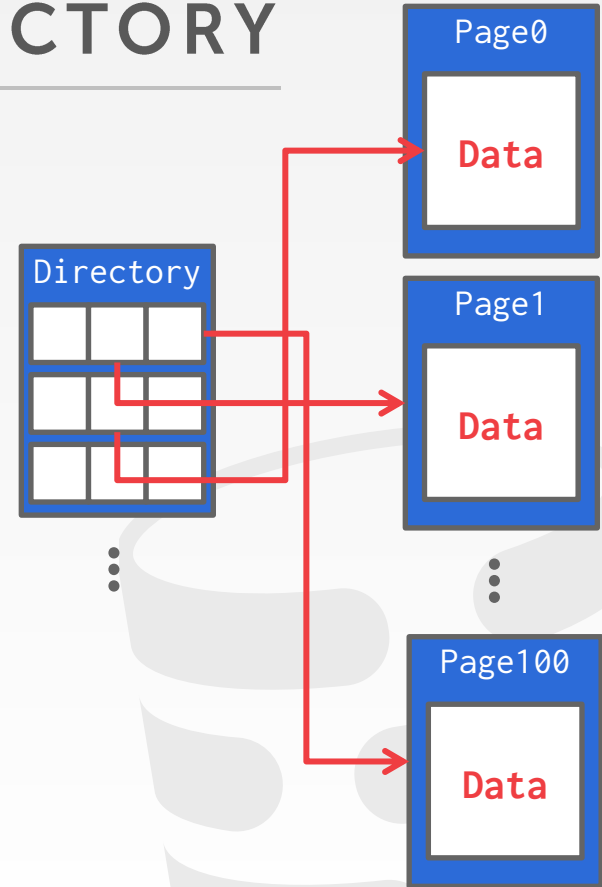 CTORY
Page0
Data
Directory
Page1
Data
Page100
Data